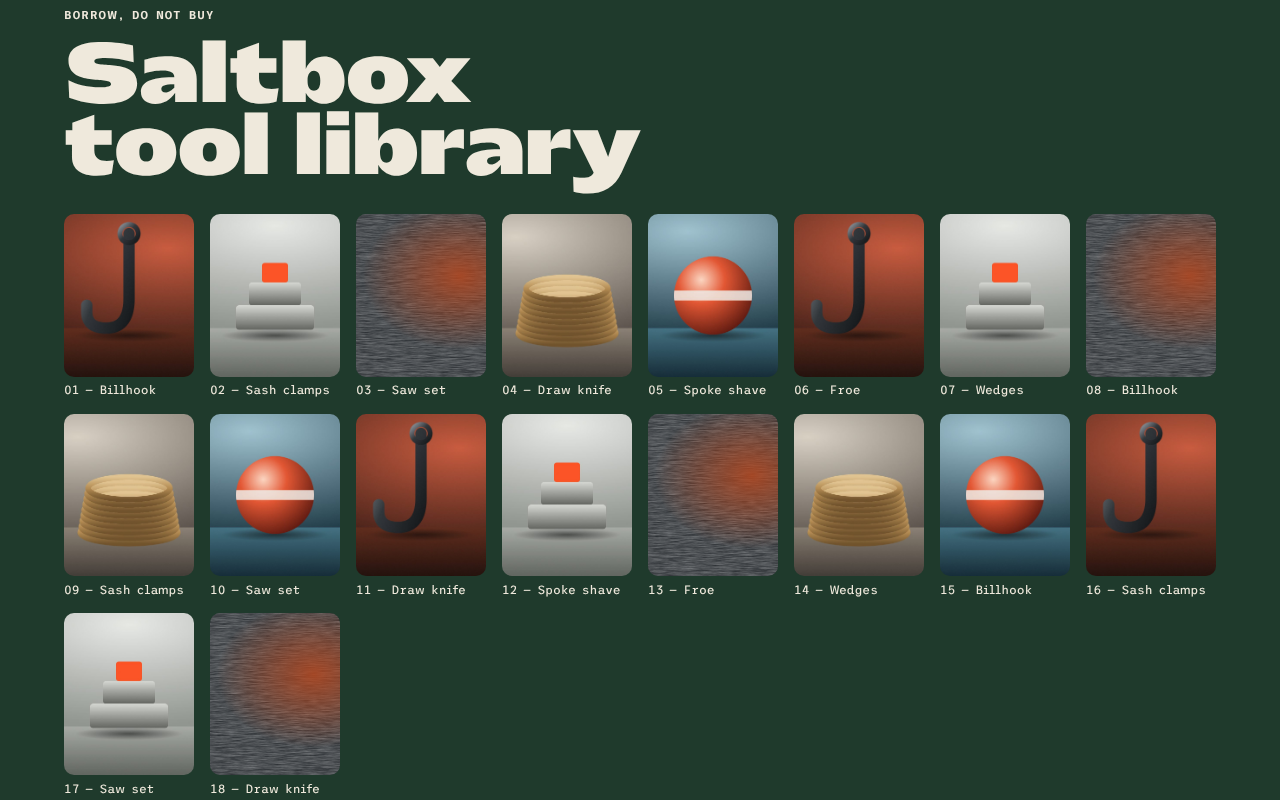 BORROW, DO NOT BUY
Saltbox
tool library
01 — Billhook
02 — Sash clamps
03 — Saw set
04 — Draw knife
05 — Spoke shave
06 — Froe
07 — Wedges
08 — Billhook
09 — Sash clamps
10 — Saw set
11 — Draw knife
12 — Spoke shave
13 — Froe
14 — Wedges
15 — Billhook
16 — Sash clamps
17 — Saw set
18 — Draw knife